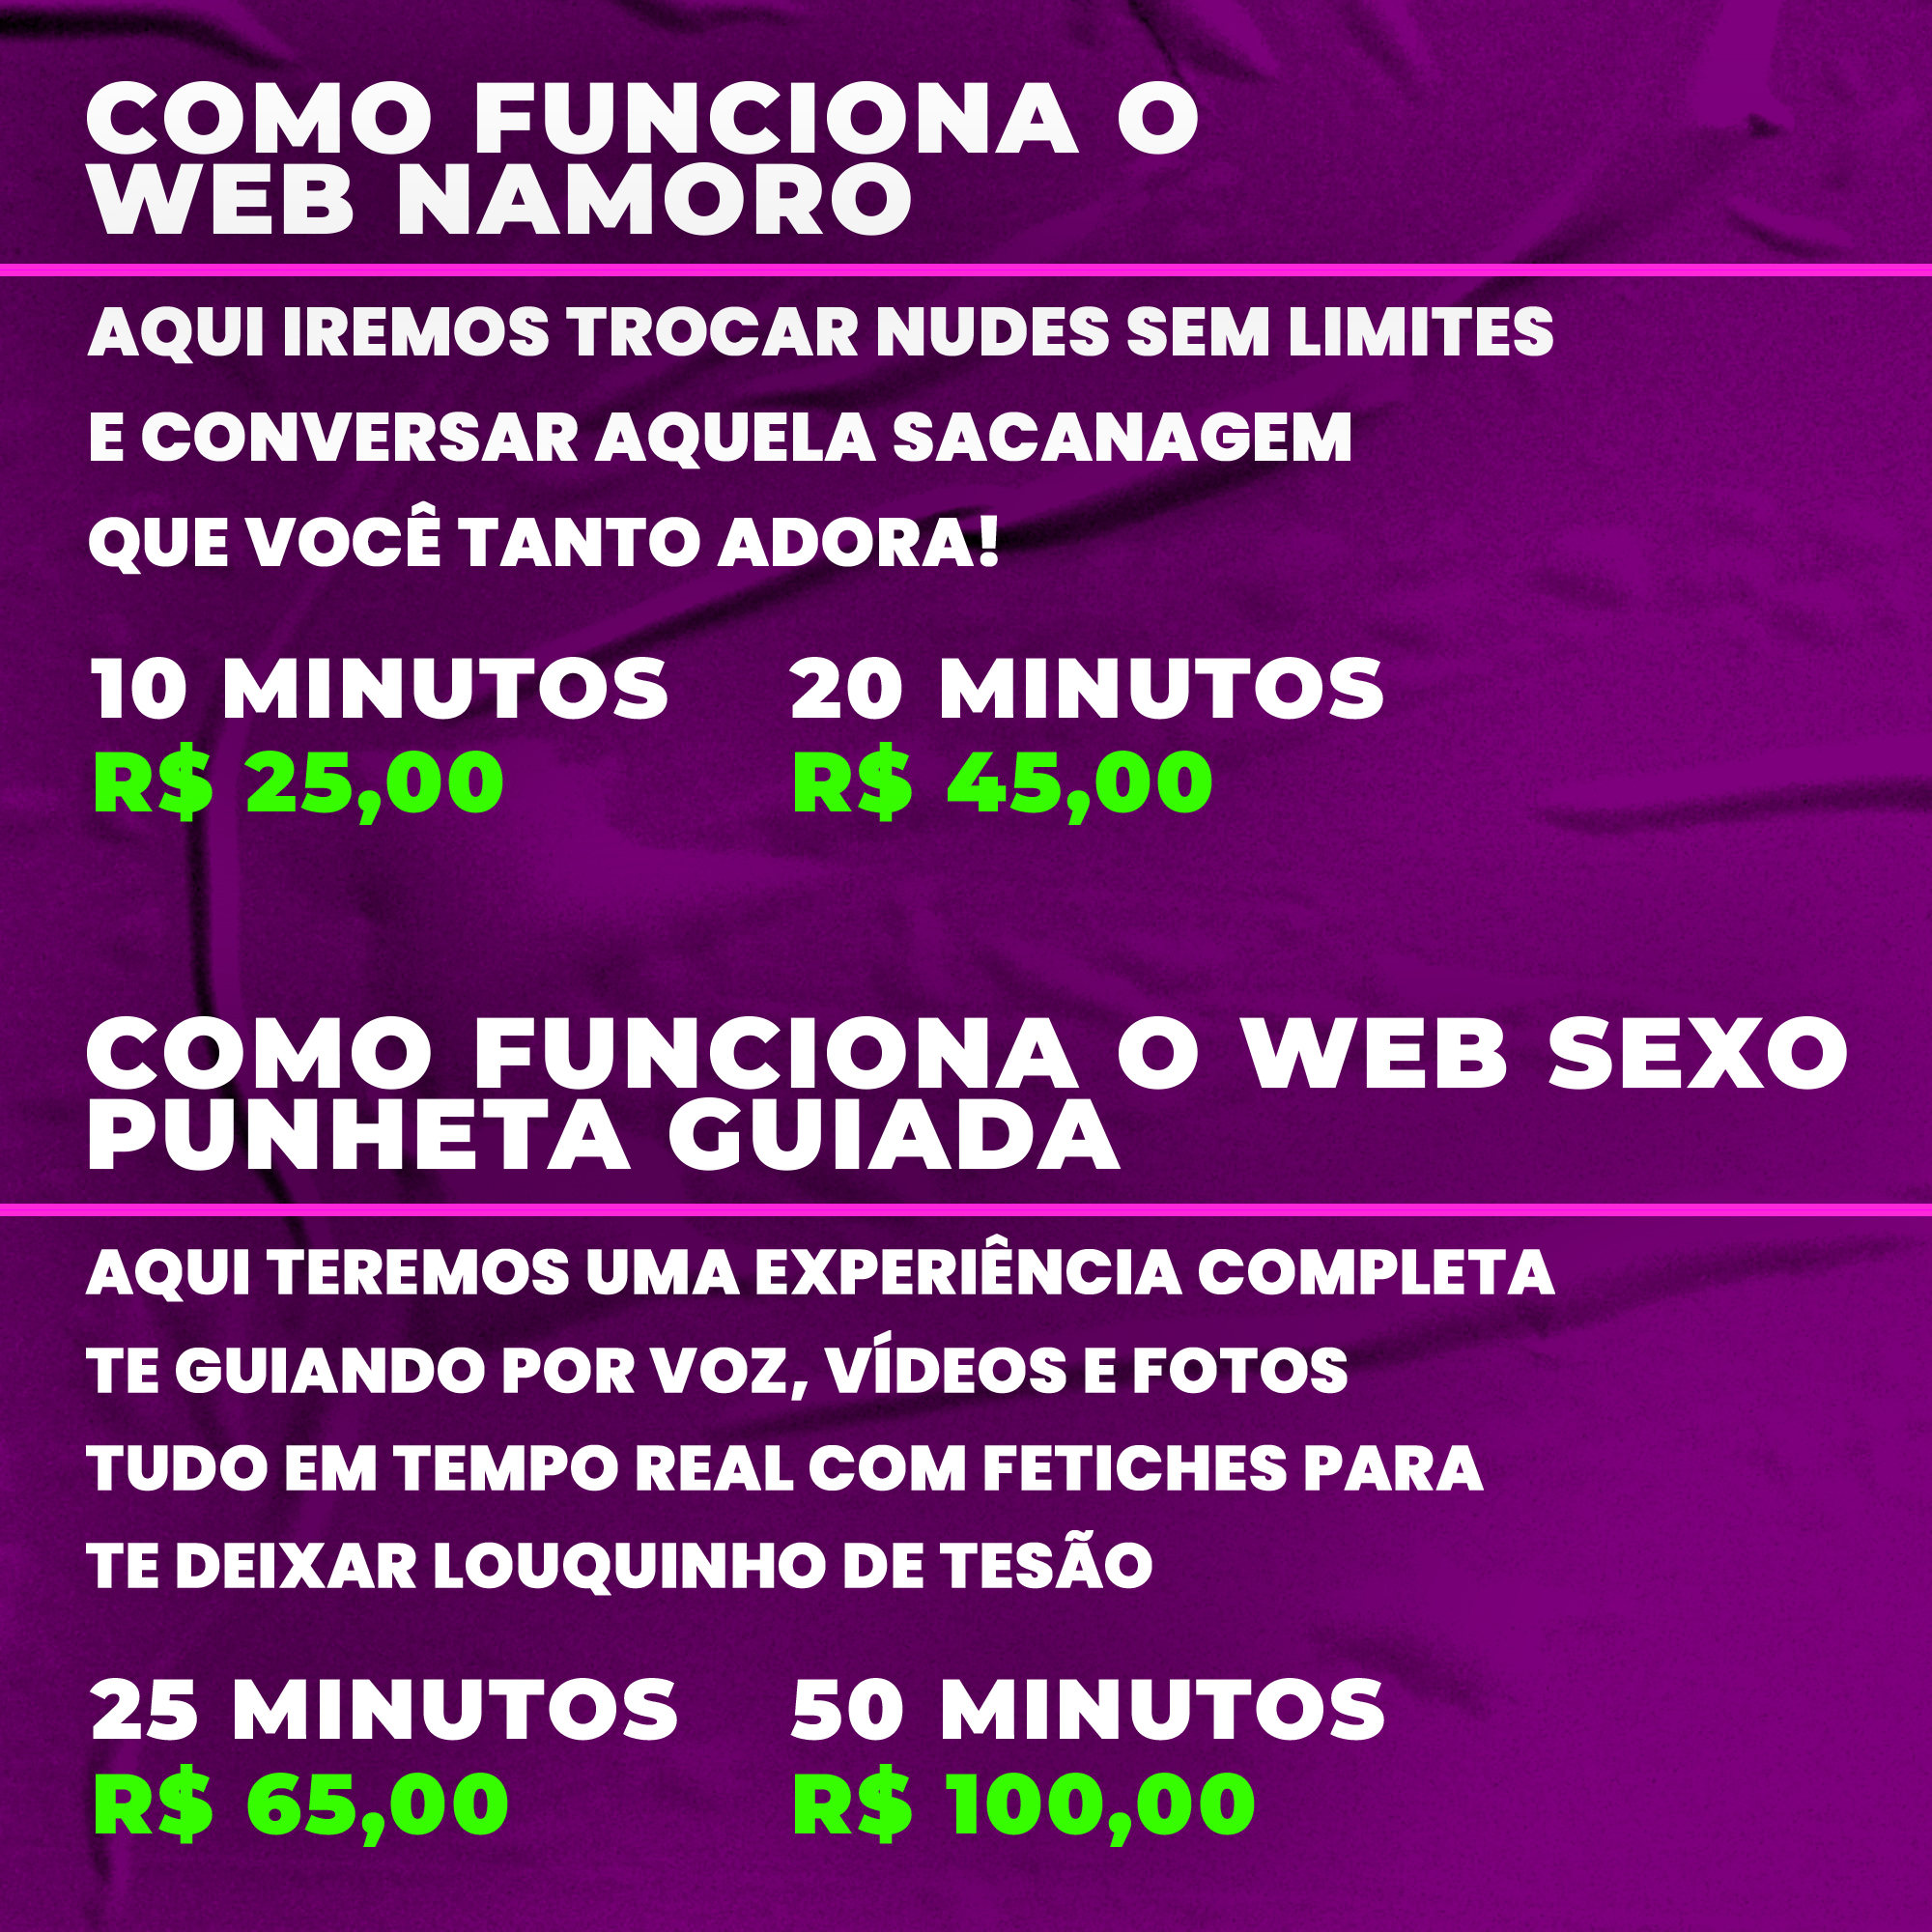 COMO FUNCIONA O
WEB NAMORO
AQUI IREMOS TROCAR NUDES SEM LIMITES
E CONVERSAR AQUELA SACANAGEM
QUE VOCÊ TANTO ADORA!
10 MINUTOS 20 MINUTOS
R$ 25,00 R$ 45,00
COMO FUNCIONA O WEB SEXO
PUNHETA GUIADA
AQUI TEREMOS UMA EXPERIÊNCIA COMPLETA
TE GUIANDO POR VOZ, VÍDEOS E FOTOS
TUDO EM TEMPO REAL COM FETICHES PARA
TE DEIXAR LOUQUINHO DE TESÃO
25 MINUTOS 50 MINUTOS
R$ 65,00 R$ 100,00